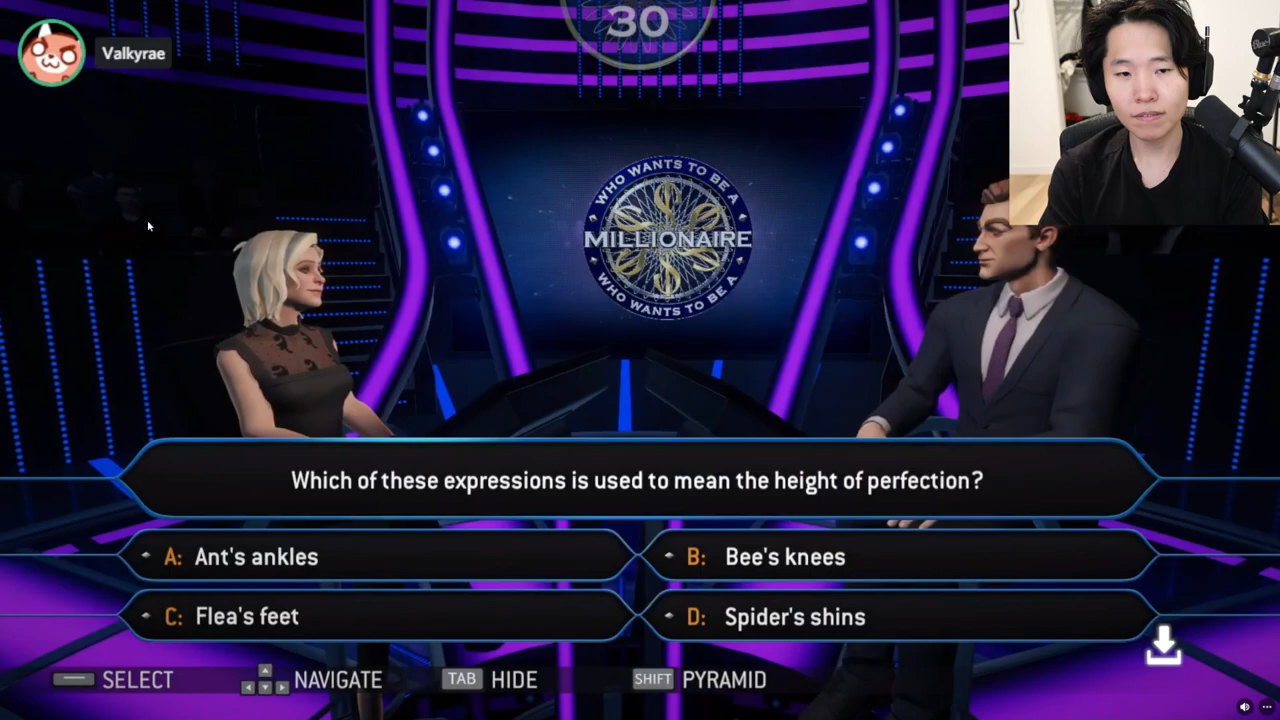 30
Valkyrae
WHO WANTS TO BE A
MILLIONAIRE
WHO WANTS TO BE A
Which of these expressions is used to mean the height of perfection?
A: Ant's ankles
B: Bee's knees
C: Flea's feet
D: Spider's shins
SELECT
NAVIGATE
TAB HIDE
SHIFT PYRAMID